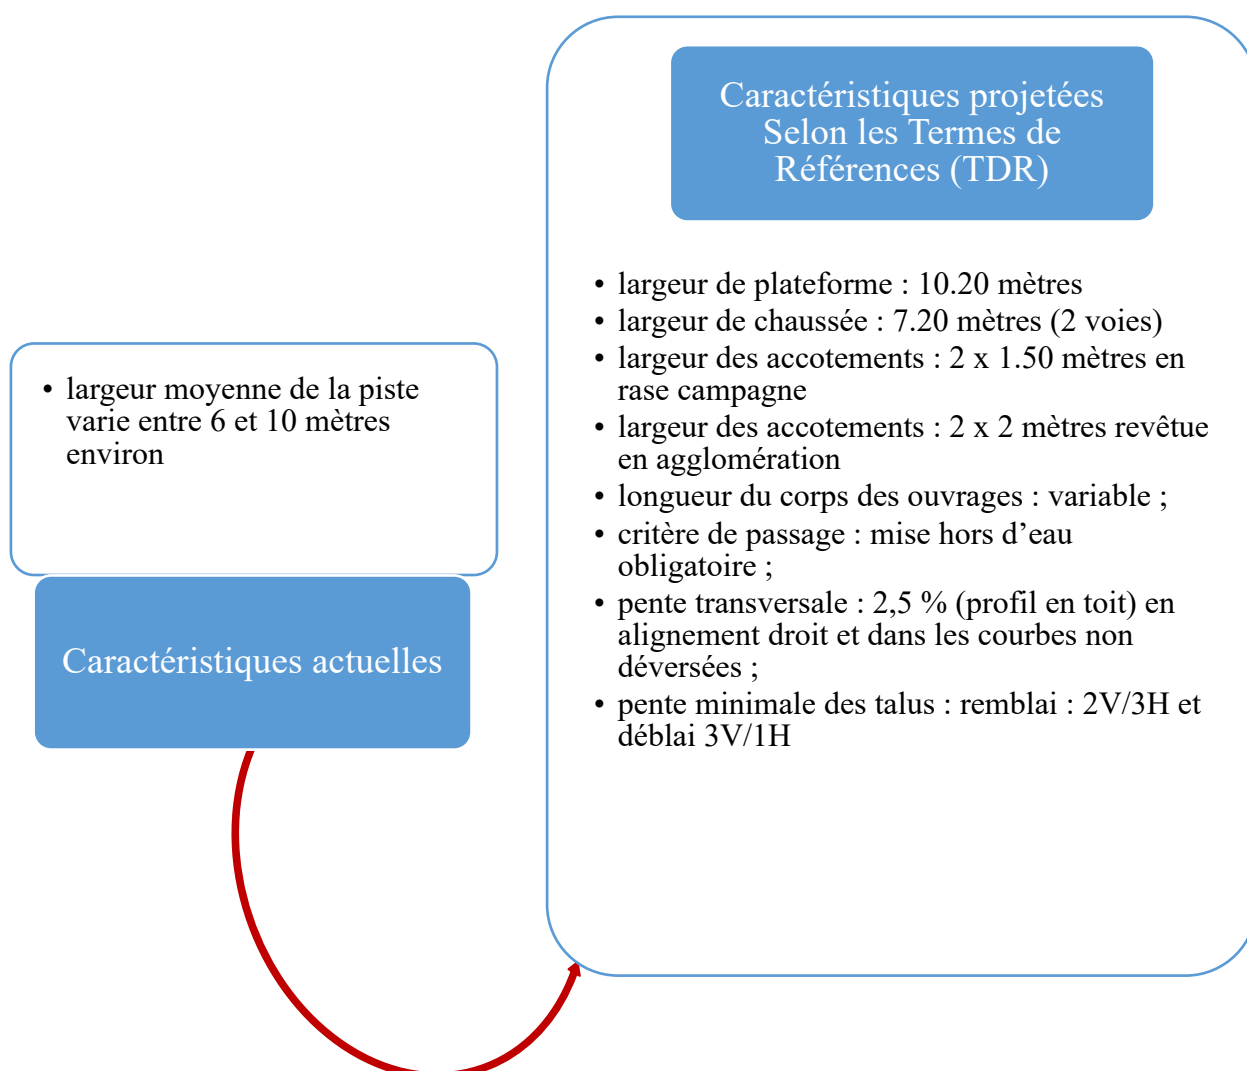 • largeur moyenne de la piste
varie entre 6 et 10 mètres
environ
Caractéristiques actuelles
Caractéristiques projetées
Selon les Termes de
Références (TDR)
• largeur de plateforme : 10.20 mètres
• largeur de chaussée : 7.20 mètres (2 voies)
• largeur des accotements : 2 x 1.50 mètres en
rase campagne
• largeur des accotements : 2 x 2 mètres revêtue
en agglomération
• longueur du corps des ouvrages : variable ;
• critère de passage : mise hors d’eau
obligatoire ;
• pente transversale : 2,5 % (profil en toit) en
alignement droit et dans les courbes non
déversées ;
• pente minimale des talus : remblai : 2V/3H et
déblai 3V/1H